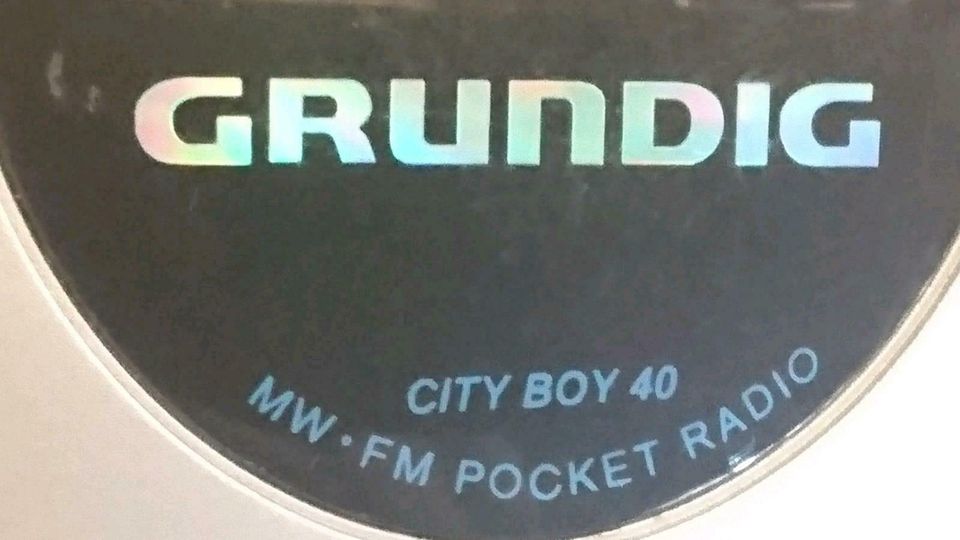 GRUNDIG
CITY BOY 40
MW · FM POCKET RADIO